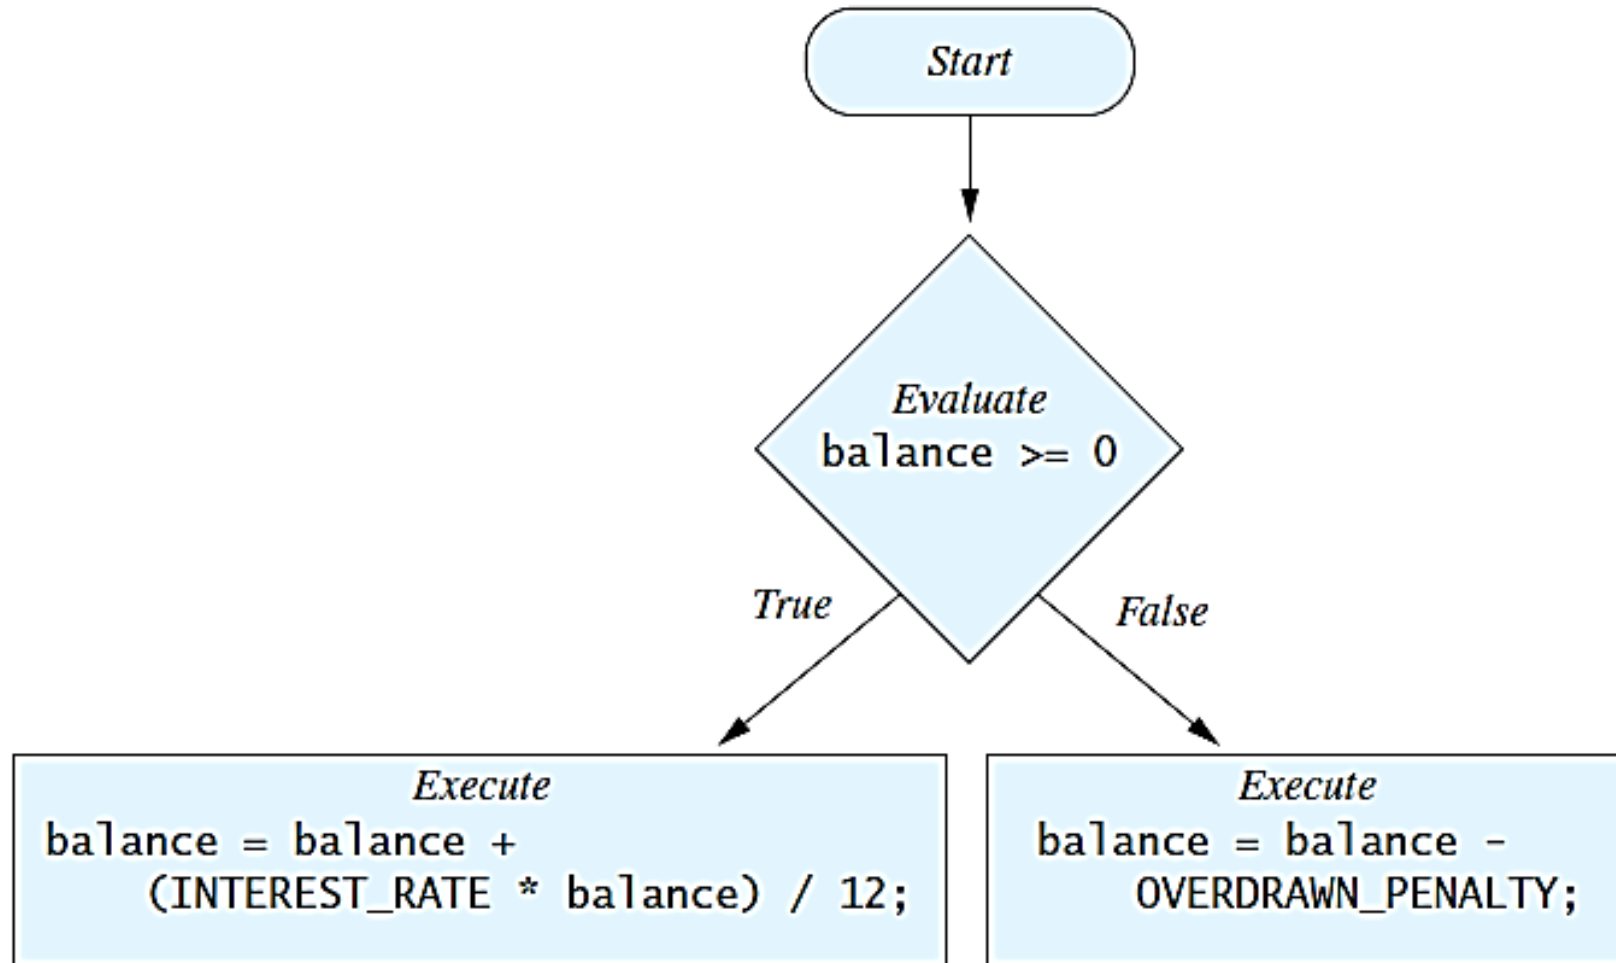 Start
Evaluate
balance >= 0
True
False
Execute
balance = balance +
(INTEREST_RATE * balance) / 12;
Execute
balance = balance -
OVERDRAWN_PENALTY;